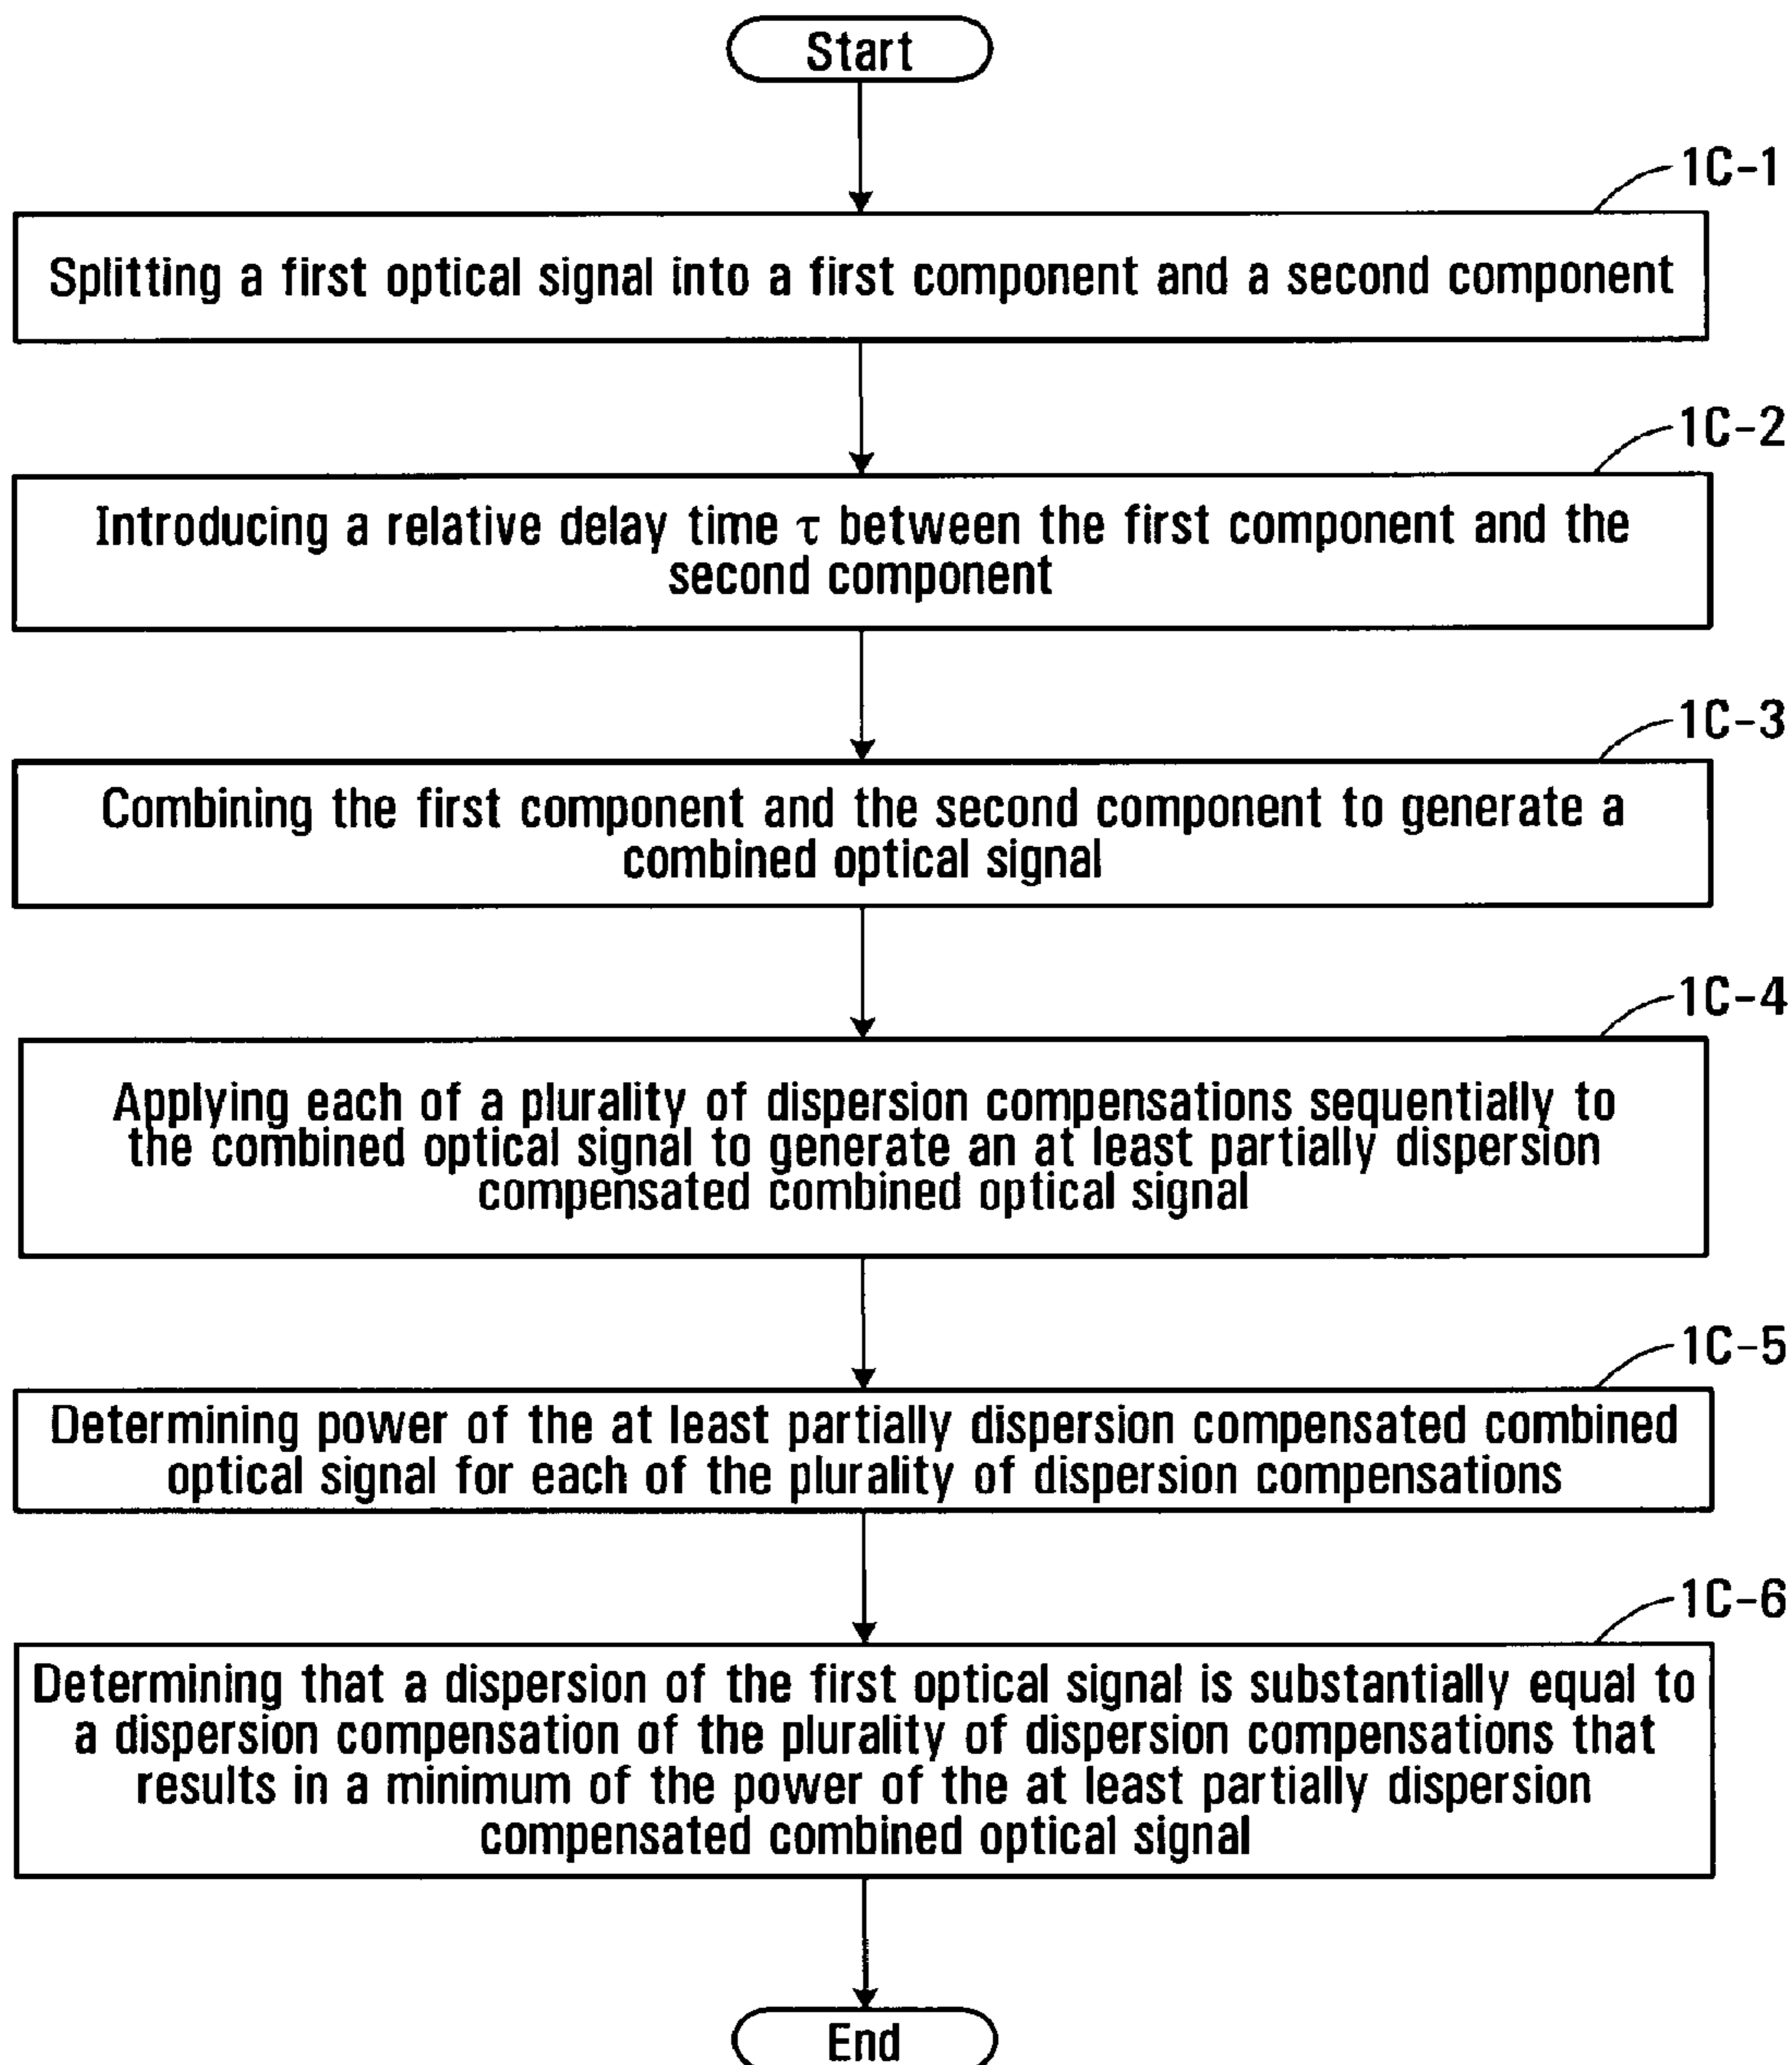 Start
1C-1
Splitting a first optical signal into a first component and a second component
1C-2
Introducing a relative delay time τ between the first component and the
second component
1C-3
Combining the first component and the second component to generate a
combined optical signal
1C-4
Applying each of a plurality of dispersion compensations sequentially to
the combined optical signal to generate an at least partially dispersion
compensated combined optical signal
1C-5
Determining power of the at least partially dispersion compensated combined
optical signal for each of the plurality of dispersion compensations
1C-6
Determining that a dispersion of the first optical signal is substantially equal to
a dispersion compensation of the plurality of dispersion compensations that
results in a minimum of the power of the at least partially dispersion
compensated combined optical signal
End